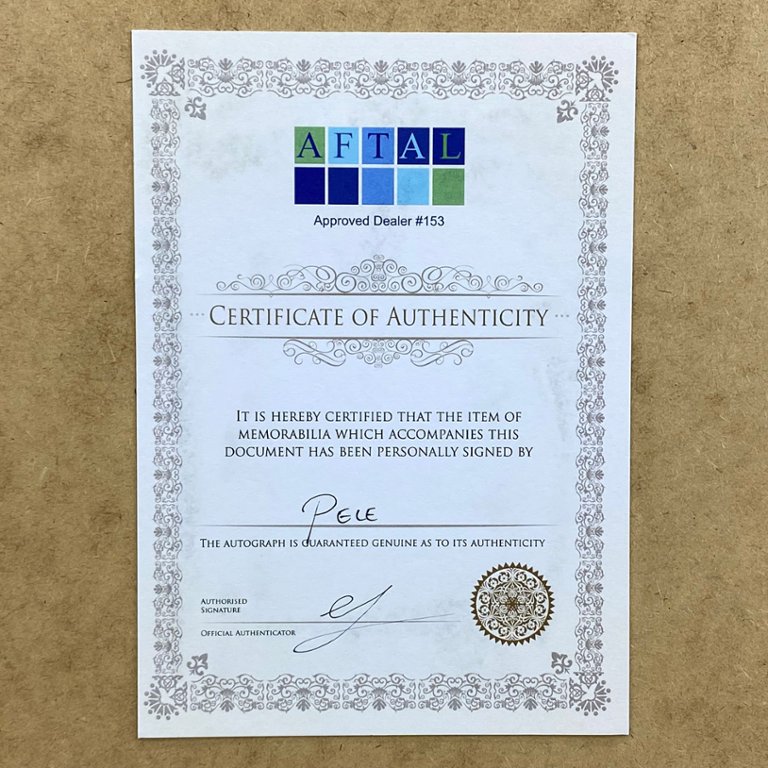 AFTAL
Approved Dealer #153
CERTIFICATE OF AUTHENTICITY
IT IS HEREBY CERTIFIED THAT THE ITEM OF
MEMORABILIA WHICH ACCOMPANIES THIS
DOCUMENT HAS BEEN PERSONALLY SIGNED BY
PELE
THE AUTOGRAPH IS GUARANTEED GENUINE AS TO ITS AUTHENTICITY
AUTHORISED
SIGNATURE
OFFICIAL AUTHENTICATOR